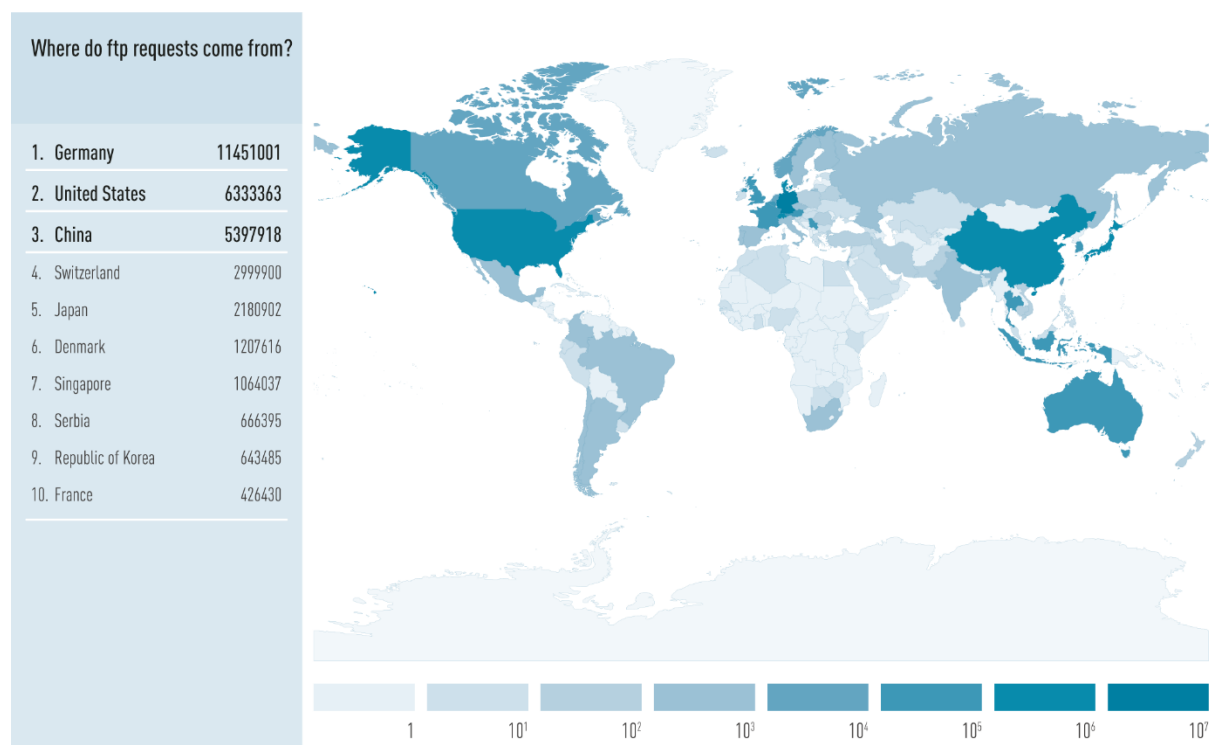 Where do ftp requests come from?
1. Germany 11451001
2. United States 6333363
3. China 5397918
4. Switzerland 2999900
5. Japan 2180902
6. Denmark 1207616
7. Singapore 1064037
8. Serbia 666395
9. Republic of Korea 643485
10. France 426430
1 10¹ 10² 10³ 10⁴ 10⁵ 10⁶ 10⁷